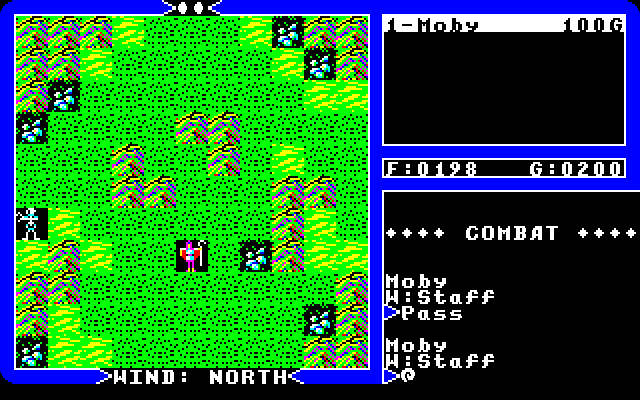 1-Moby 100G
F:0198 G:0200
++++ COMBAT ++++
Moby
W:Staff
Pass
Moby
W:Staff
WIND: NORTH